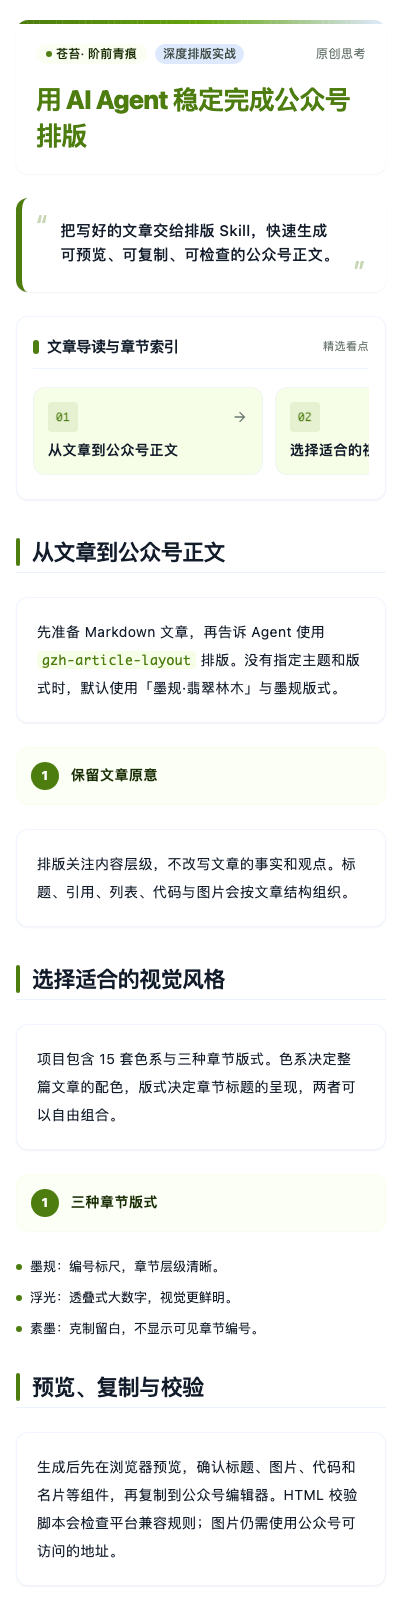 苍苔· 阶前青痕
深度排版实战
原创思考
用 AI Agent 稳定完成公众号
排版
“
把写好的文章交给排版 Skill，快速生成
可预览、可复制、可检查的公众号正文。
”
文章导读与章节索引
精选看点
01
→
从文章到公众号正文
02
选择适合的
从文章到公众号正文
先准备 Markdown 文章，再告诉 Agent 使用
gzh-article-layout 排版。没有指定主题和版
式时，默认使用「墨规·翡翠林木」与墨规版式。
1 保留文章原意
排版关注内容层级，不改写文章的事实和观点。标
题、引用、列表、代码与图片会按文章结构组织。
选择适合的视觉风格
项目包含 15 套色系与三种章节版式。色系决定整
篇文章的配色，版式决定章节标题的呈现，两者可
以自由组合。
1 三种章节版式
墨规：编号标尺，章节层级清晰。
浮光：透叠式大数字，视觉更鲜明。
素墨：克制留白，不显示可见章节编号。
预览、复制与校验
生成后先在浏览器预览，确认标题、图片、代码和
名片等组件，再复制到公众号编辑器。HTML 校验
脚本会检查平台兼容规则；图片仍需使用公众号可
访问的地址。